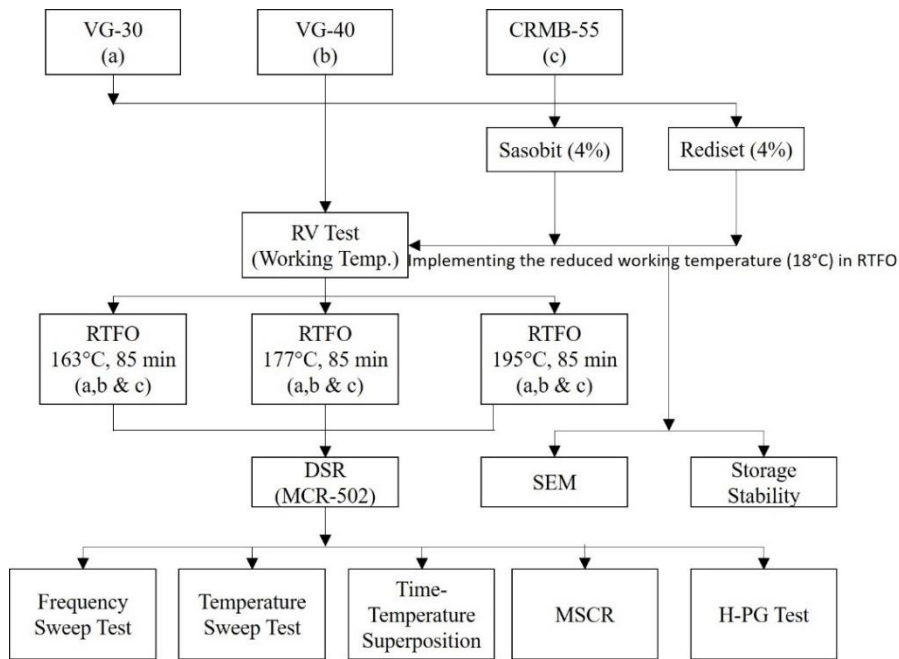 VG-30
(a)
VG-40
(b)
CRMB-55
(c)
Sasobit (4%)
Rediset (4%)
RV Test
(Working Temp.)
Implementing the reduced working temperature (18°C) in RTFO
RTFO
163°C, 85 min
(a,b & c)
RTFO
177°C, 85 min
(a,b & c)
RTFO
195°C, 85 min
(a,b & c)
DSR
(MCR-502)
SEM
Storage
Stability
Frequency
Sweep Test
Temperature
Sweep Test
Time-
Temperature
Superposition
MSCR
H-PG Test